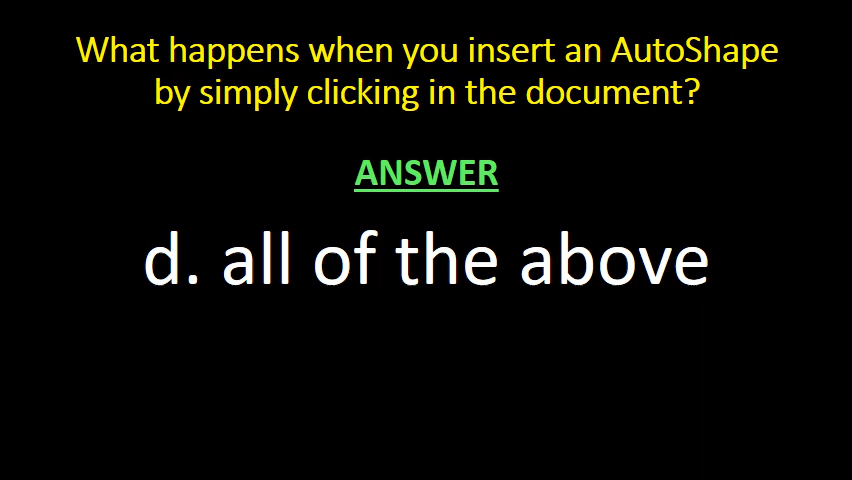 What happens when you insert an AutoShape
by simply clicking in the document?
ANSWER
d. all of the above